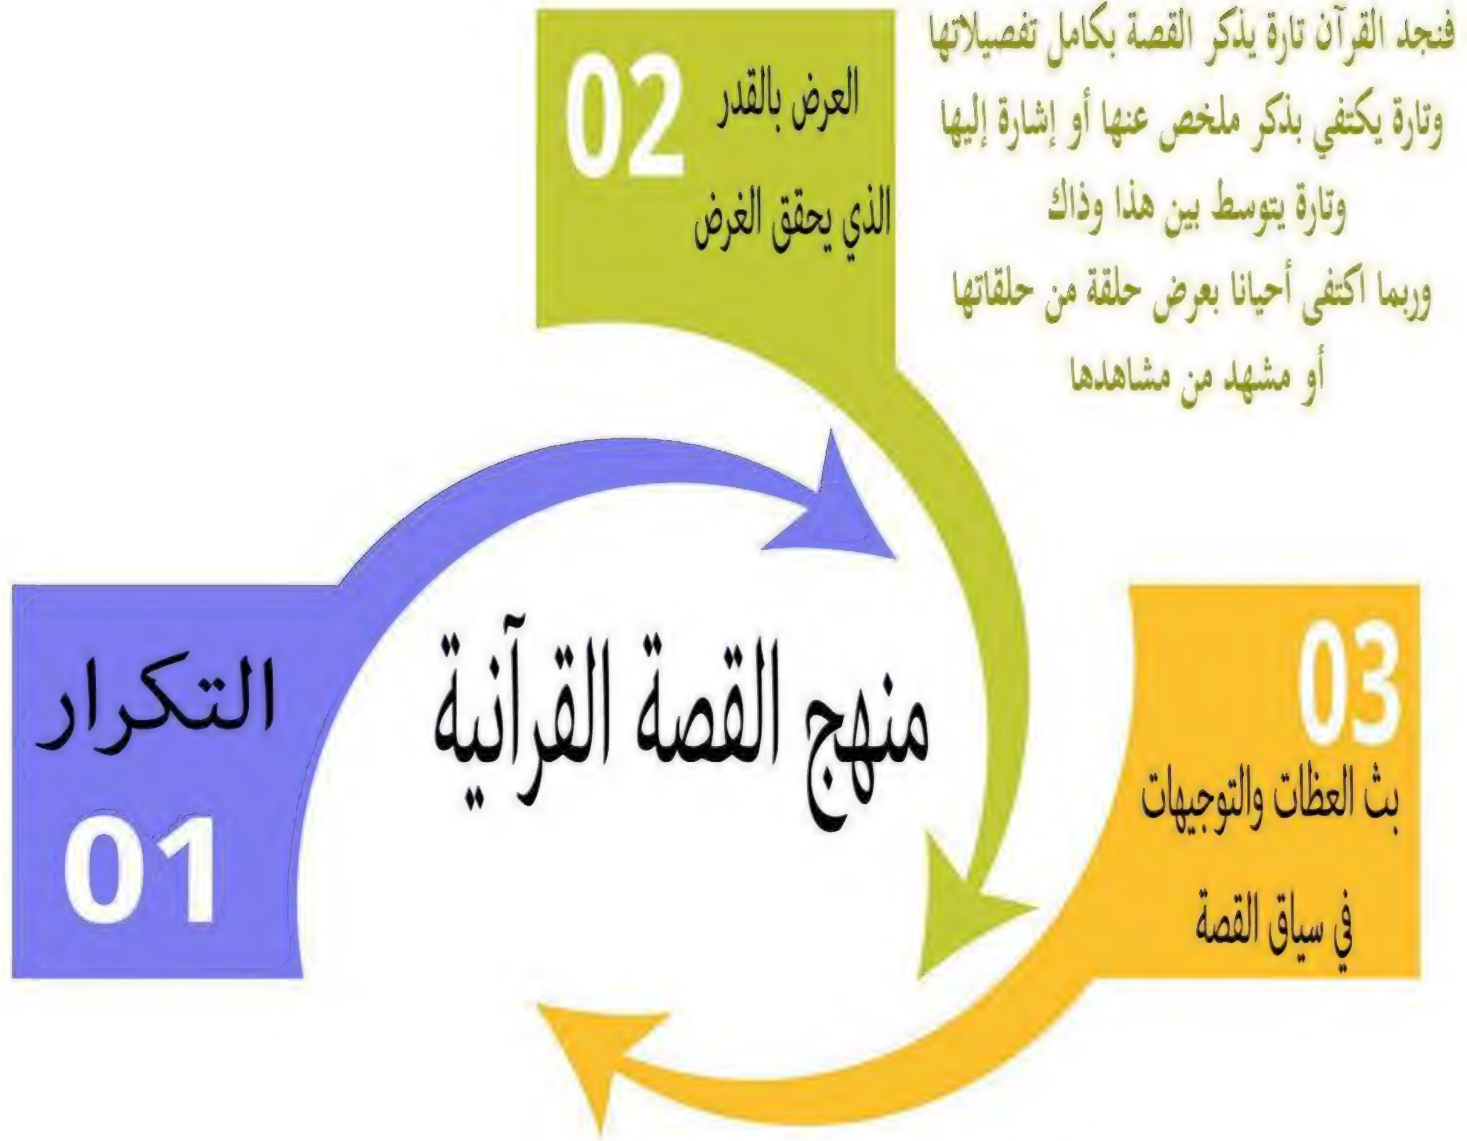 منهج القصة القرآنية
التكرار
01
02
العرض بالقدر
الذي يحقق الغرض
فنجد القرآن تارة يذكر القصة بكامل تفصيلاتها
وتارة يكتفي بذكر ملخص عنها أو إشارة إليها
وتارة يتوسط بين هذا وذاك
وربما اكتفى أحيانا بعرض حلقة من حلقاتها
أو مشهد من مشاهدها
03
بث العظات والتوجيهات
في سياق القصة